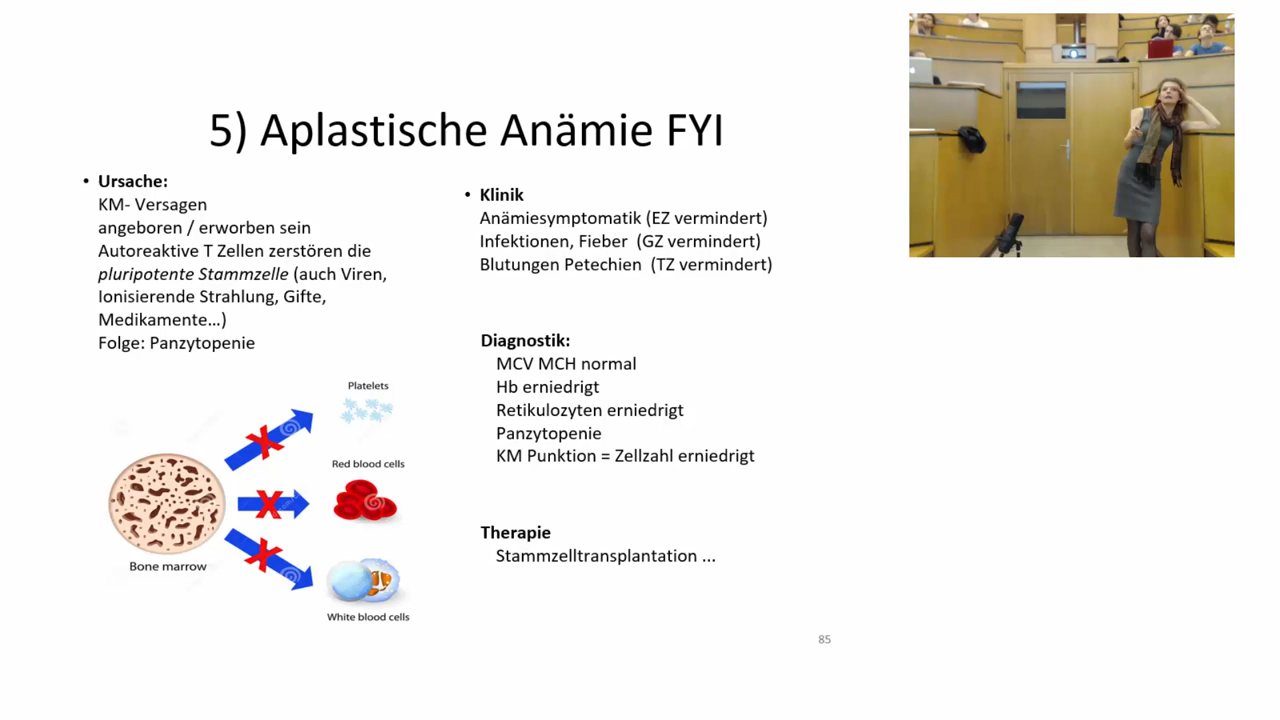 5) Aplastische Anämie FYI
• Ursache:
KM- Versagen
angeboren / erworben sein
Autoreaktive T Zellen zerstören die
pluripotente Stammzelle (auch Viren,
Ionisierende Strahlung, Gifte,
Medikamente…)
Folge: Panzytopenie
Platelets
Red blood cells
Bone marrow
White blood cells
• Klinik
Anämiesymptomatik (EZ vermindert)
Infektionen, Fieber (GZ vermindert)
Blutungen Petechien (TZ vermindert)
Diagnostik:
MCV MCH normal
Hb erniedrigt
Retikulozyten erniedrigt
Panzytopenie
KM Punktion = Zellzahl erniedrigt
Therapie
Stammzelltransplantation ...
85